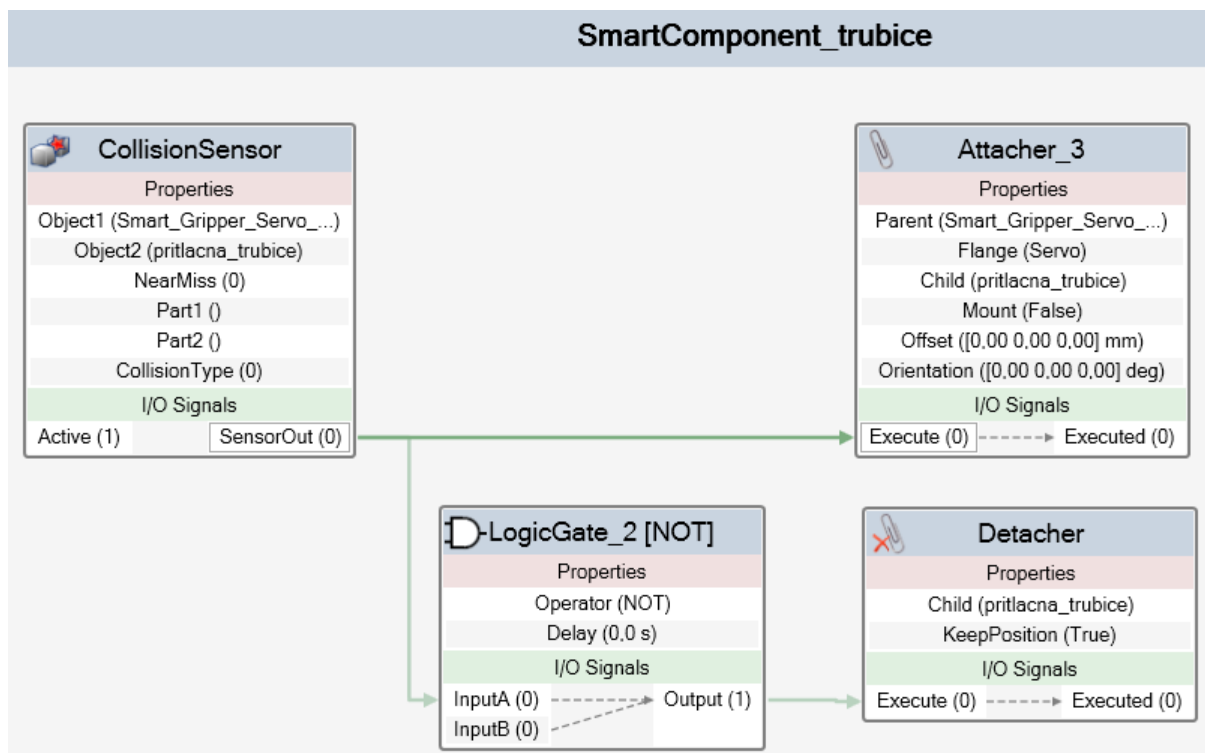 SmartComponent_trubice
CollisionSensor
Properties
Object1 (Smart_Gripper_Servo_...)
Object2 (pritlacna_trubice)
NearMiss (0)
Part1 ()
Part2 ()
CollisionType (0)
I/O Signals
Active (1) SensorOut (0)
Attacher_3
Properties
Parent (Smart_Gripper_Servo_...)
Flange (Servo)
Child (pritlacna_trubice)
Mount (False)
Offset ([0,00 0,00 0,00] mm)
Orientation ([0,00 0,00 0,00] deg)
I/O Signals
Execute (0) Executed (0)
LogicGate_2 [NOT]
Properties
Operator (NOT)
Delay (0,0 s)
I/O Signals
InputA (0) Output (1)
InputB (0)
Detacher
Properties
Child (pritlacna_trubice)
KeepPosition (True)
I/O Signals
Execute (0) Executed (0)